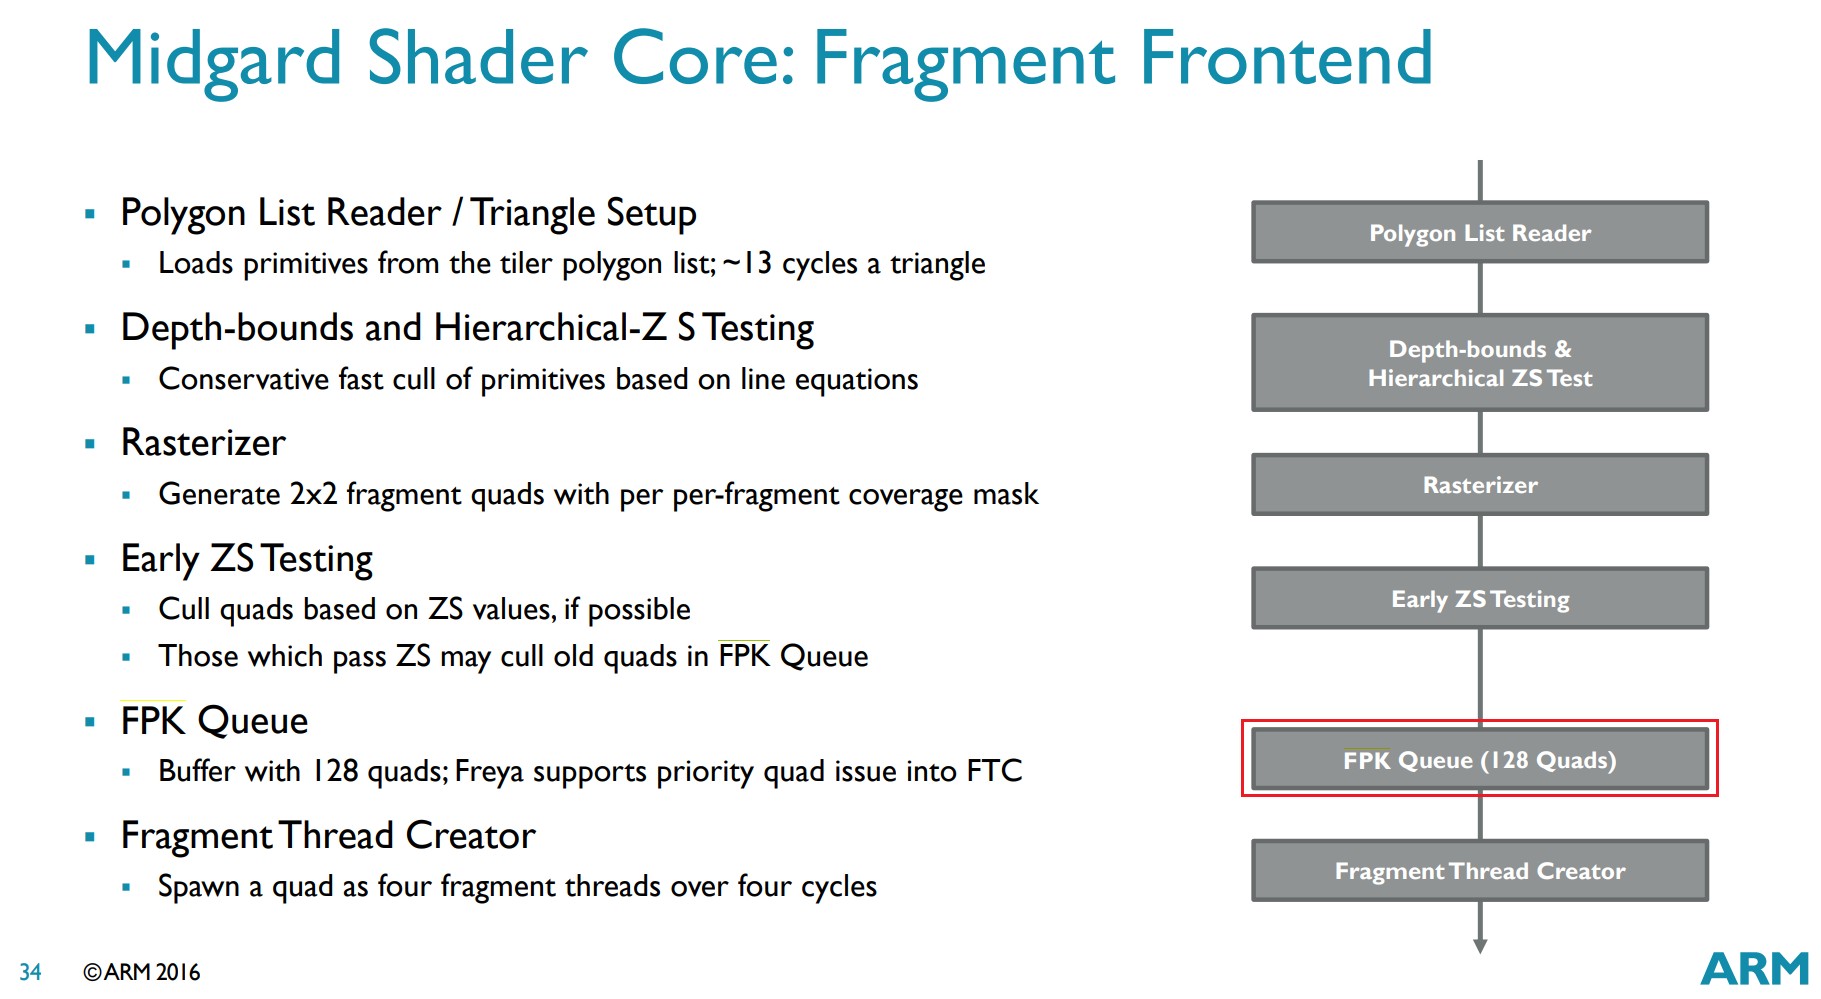 Midgard Shader Core: Fragment Frontend
▪ Polygon List Reader / Triangle Setup
▪ Loads primitives from the tiler polygon list; ~13 cycles a triangle
▪ Depth-bounds and Hierarchical-Z S Testing
▪ Conservative fast cull of primitives based on line equations
▪ Rasterizer
▪ Generate 2x2 fragment quads with per per-fragment coverage mask
▪ Early ZS Testing
▪ Cull quads based on ZS values, if possible
▪ Those which pass ZS may cull old quads in FPK Queue
▪ FPK Queue
▪ Buffer with 128 quads; Freya supports priority quad issue into FTC
▪ Fragment Thread Creator
▪ Spawn a quad as four fragment threads over four cycles
Polygon List Reader
Depth-bounds &
Hierarchical ZS Test
Rasterizer
Early ZS Testing
FPK Queue (128 Quads)
Fragment Thread Creator
34 ©ARM 2016
ARM